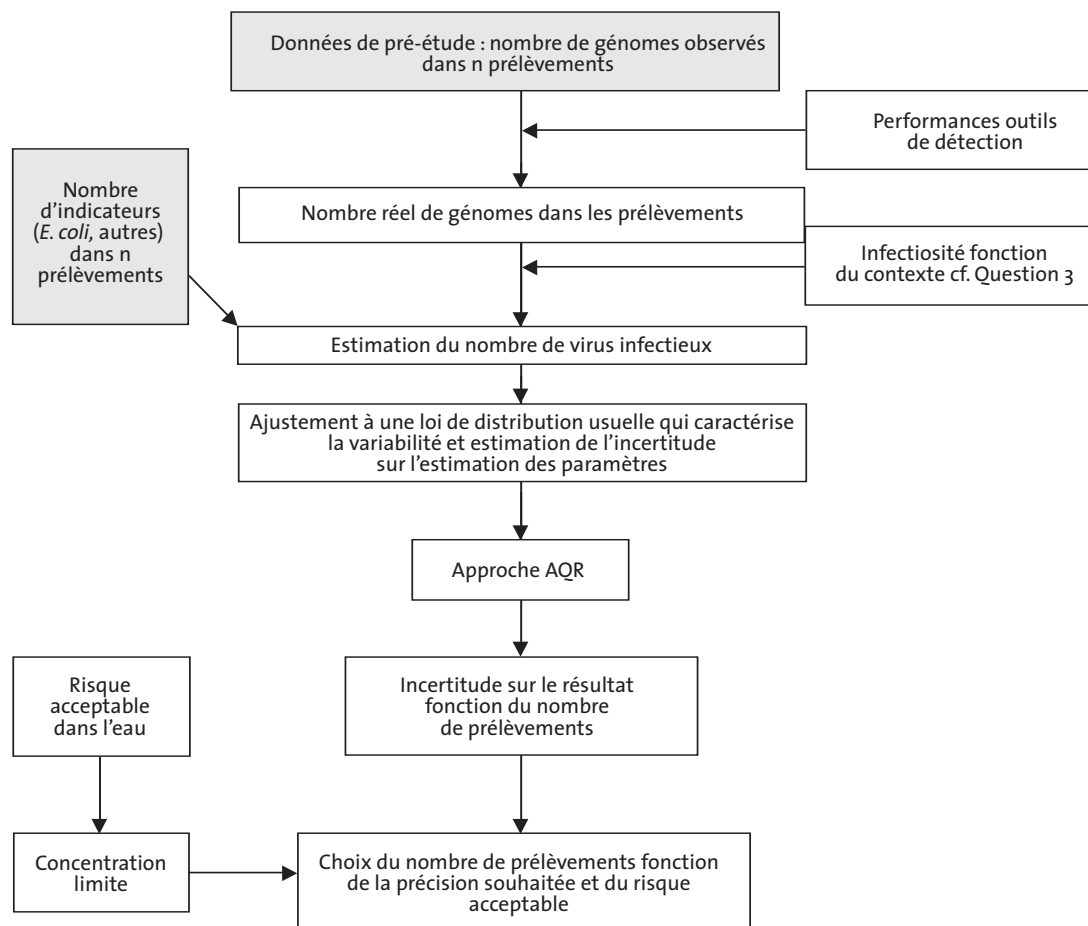 Données de pré-étude : nombre de génomes observés
dans n prélèvements
Performances outils
de détection
Nombre
d'indicateurs
(E. coli, autres)
dans n
prélèvements
Nombre réel de génomes dans les prélèvements
Infectiosité fonction
du contexte cf. Question 3
Estimation du nombre de virus infectieux
Ajustement à une loi de distribution usuelle qui caractérise
la variabilité et estimation de l'incertitude
sur l'estimation des paramètres
Approche AQR
Risque
acceptable
dans l'eau
Incertitude sur le résultat
fonction du nombre
de prélèvements
Concentration
limite
Choix du nombre de prélèvements fonction
de la précision souhaitée et du risque
acceptable